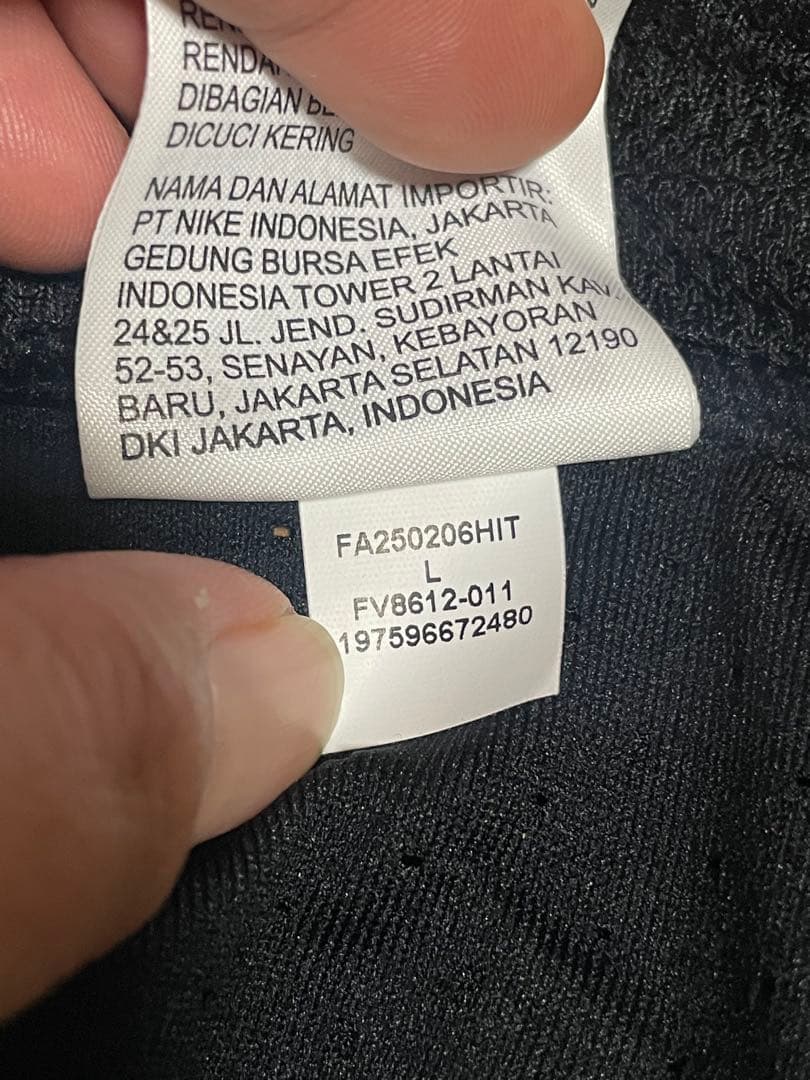 DIBAGIAN
DICUCI KERING
NAMA DAN ALAMAT IMPORTIR:
PT NIKE INDONESIA, JAKARTA
GEDUNG BURSA EFEK
INDONESIA TOWER 2 LANTAI
24&25 JL. JEND. SUDIRMAN KAV.
52-53, SENAYAN, KEBAYORAN
BARU, JAKARTA SELATAN 12190
DKI JAKARTA, INDONESIA
FA250206HIT
L
FV8612-011
197596672480